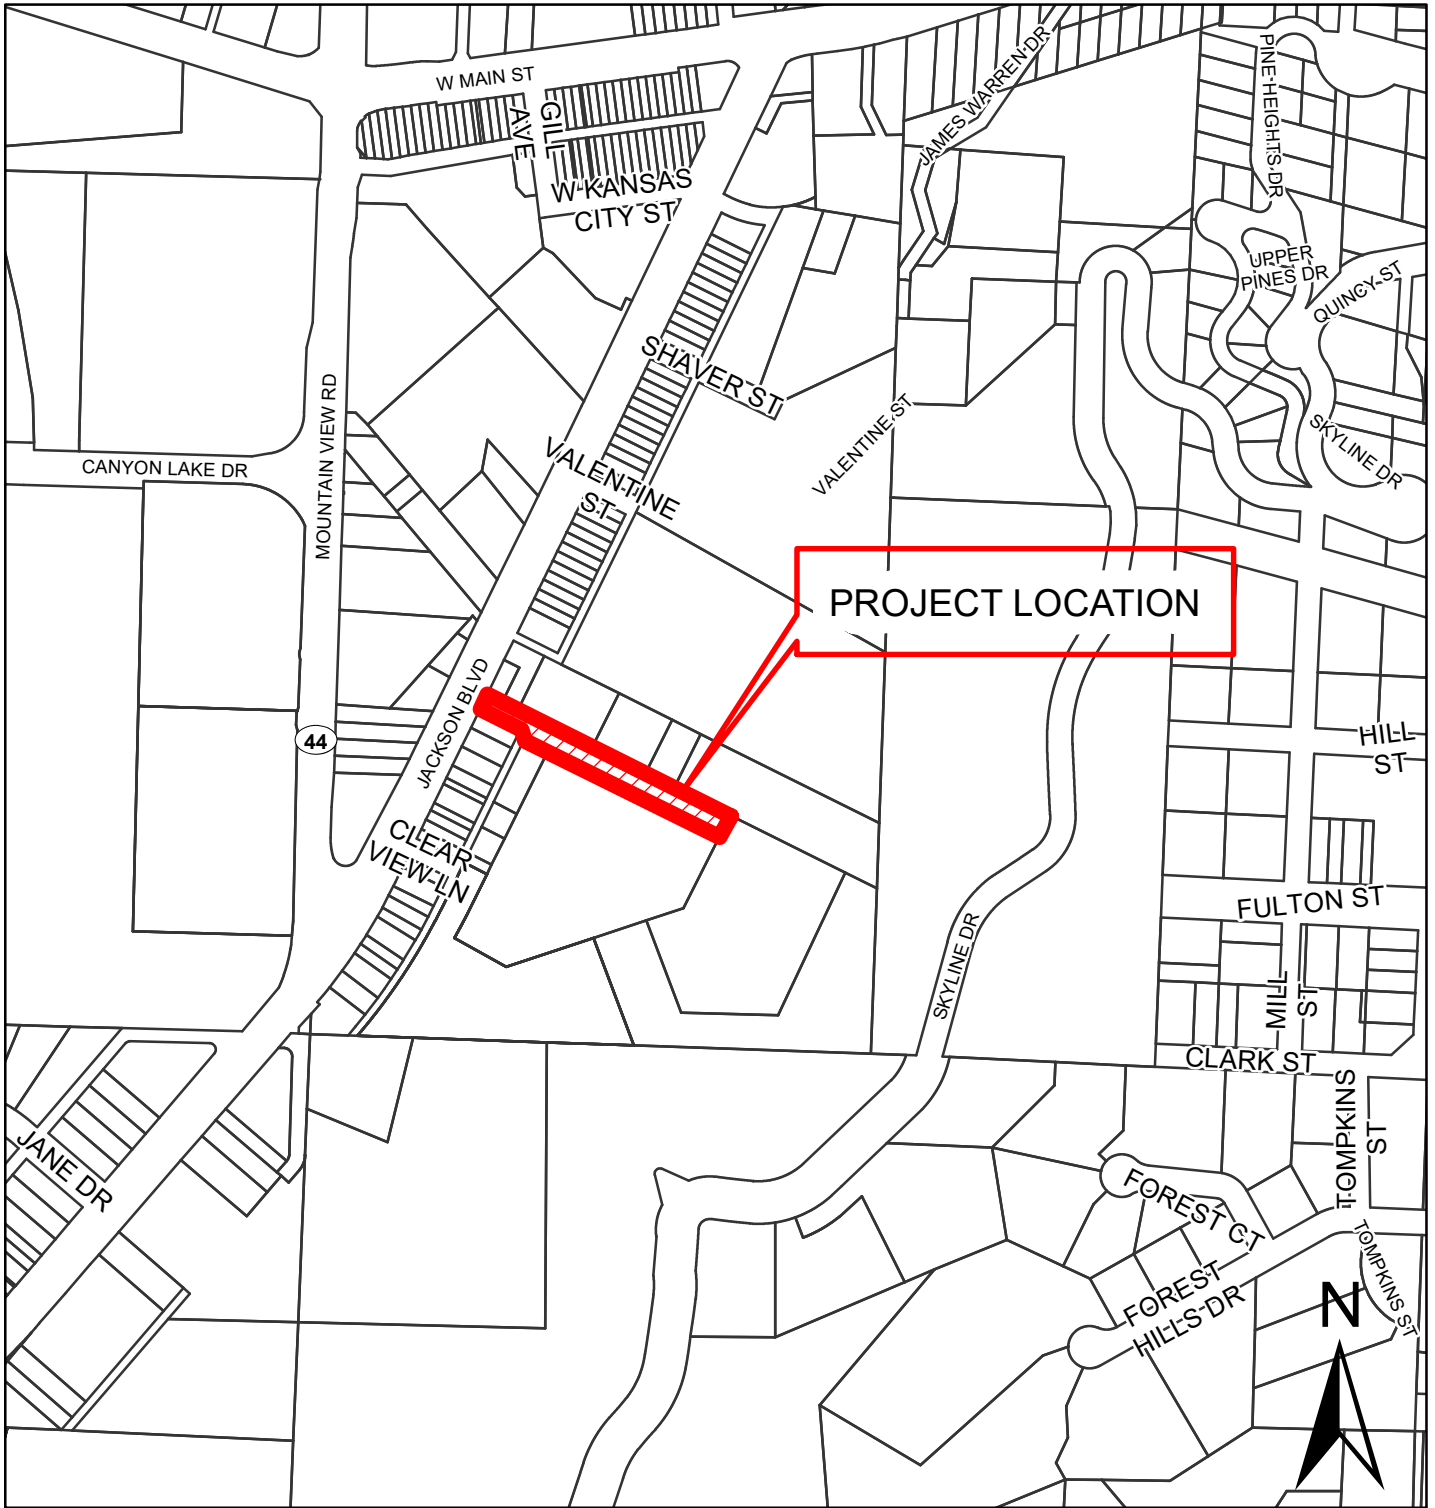 W MAIN ST
GILL
AVE
W KANSAS
CITY ST
JAMES WARREN DR
PINE HEIGHTS DR
UPPER
PINES DR
QUINCY ST
SKYLINE DR
SHAVER ST
VALENTINE
ST
VALENTINE ST
MOUNTAIN VIEW RD
CANYON LAKE DR
PROJECT LOCATION
JACKSON BLVD
44
HILL
ST
CLEAR
VIEW LN
FULTON ST
SKYLINE DR
MILL
ST
CLARK ST
TOMPKINS
ST
JANE DR
FOREST CT
FOREST
HILLS DR
TOMPKINS ST
N